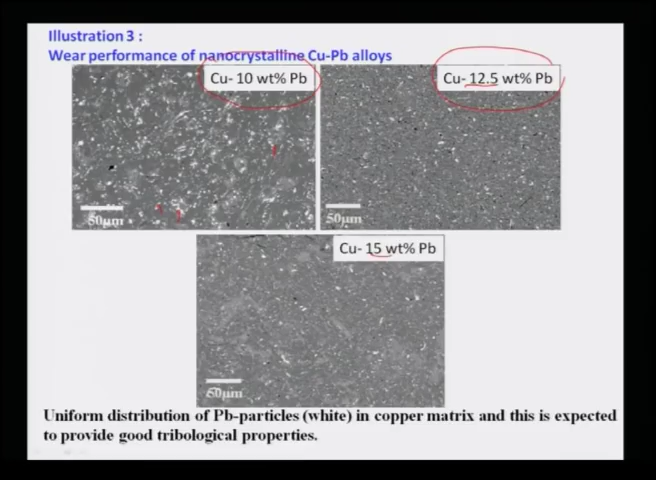 Illustration 3 :
Wear performance of nanocrystalline Cu-Pb alloys
Cu- 10 wt% Pb
Cu- 12.5 wt% Pb
50µm
50µm
Cu- 15 wt% Pb
50µm
Uniform distribution of Pb-particles (white) in copper matrix and this is expected
to provide good tribological properties.